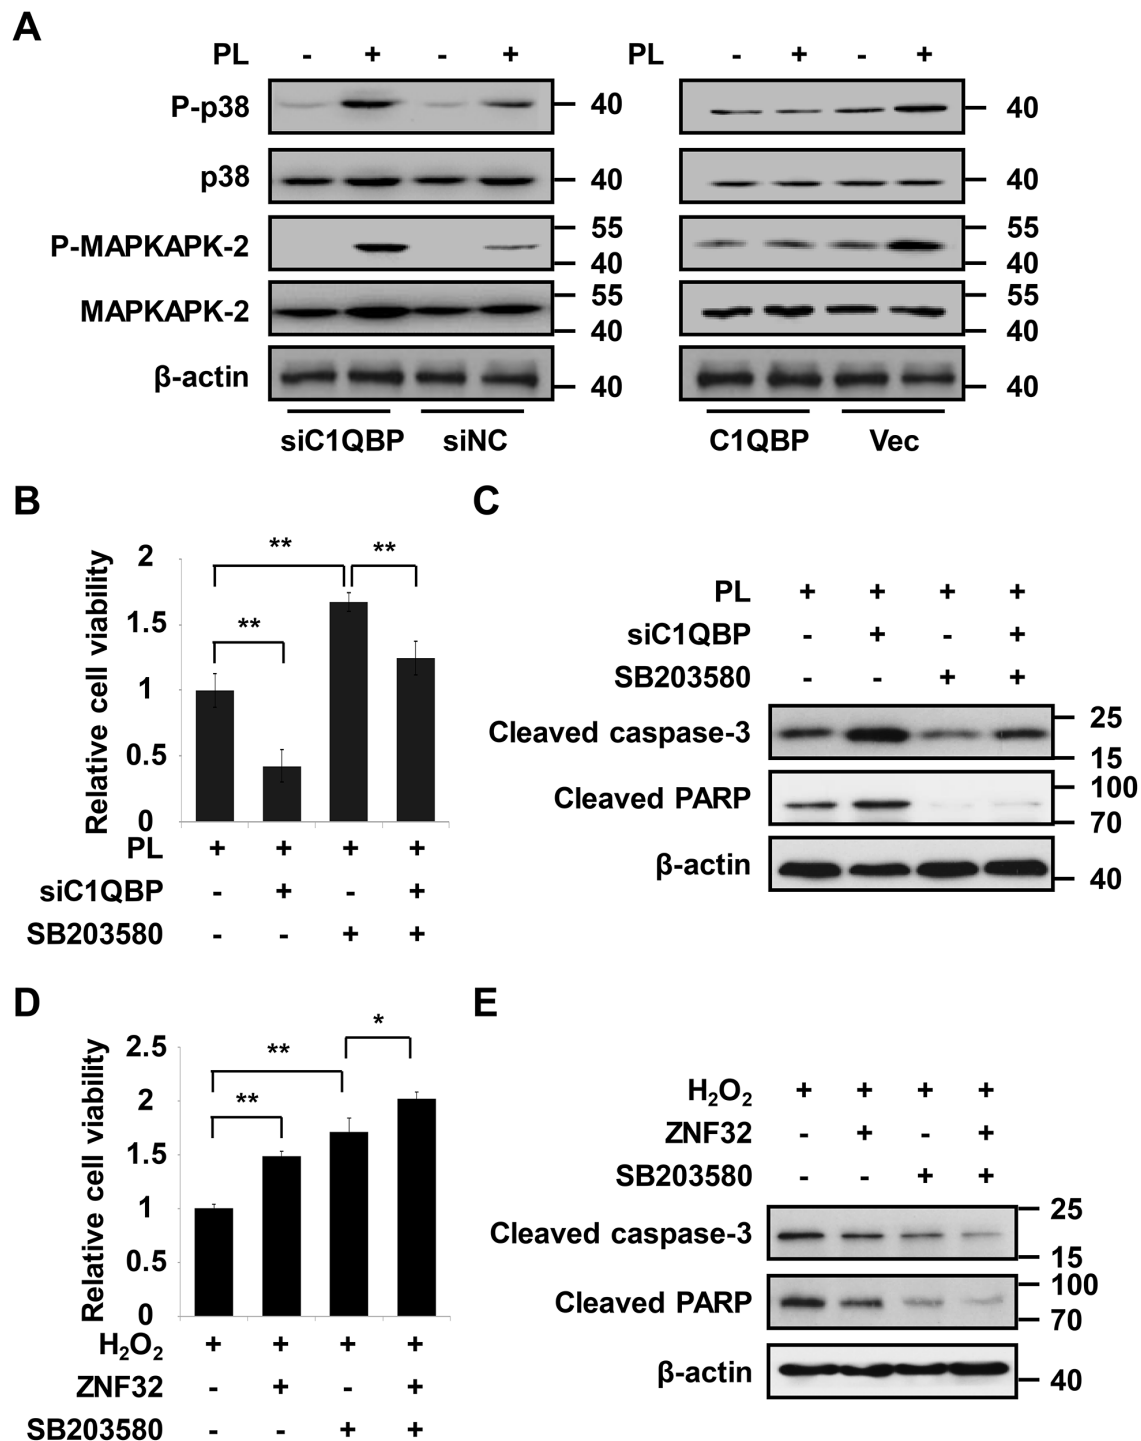 A
PL - + - +
P-p38 40
p38 40
P-MAPKAPK-2 55 40
MAPKAPK-2 55 40
β-actin 40
siC1QBP siNC
PL - + - +
40
40
55 40
55 40
40
C1QBP Vec
B
Relative cell viability
2
1.5
1
0.5
0
** ** **
PL + + + +
siC1QBP - + - +
SB203580 - - + +
C
PL + + + +
siC1QBP - + - +
SB203580 - - + +
Cleaved caspase-3 25 15
Cleaved PARP 100 70
β-actin 40
D
Relative cell viability
2.5
2
1.5
1
0.5
0
** ** *
H₂O₂ + + + +
ZNF32 - + - +
SB203580 - - + +
E
H₂O₂ + + + +
ZNF32 - + - +
SB203580 - - + +
Cleaved caspase-3 25 15
Cleaved PARP 100 70
β-actin 40